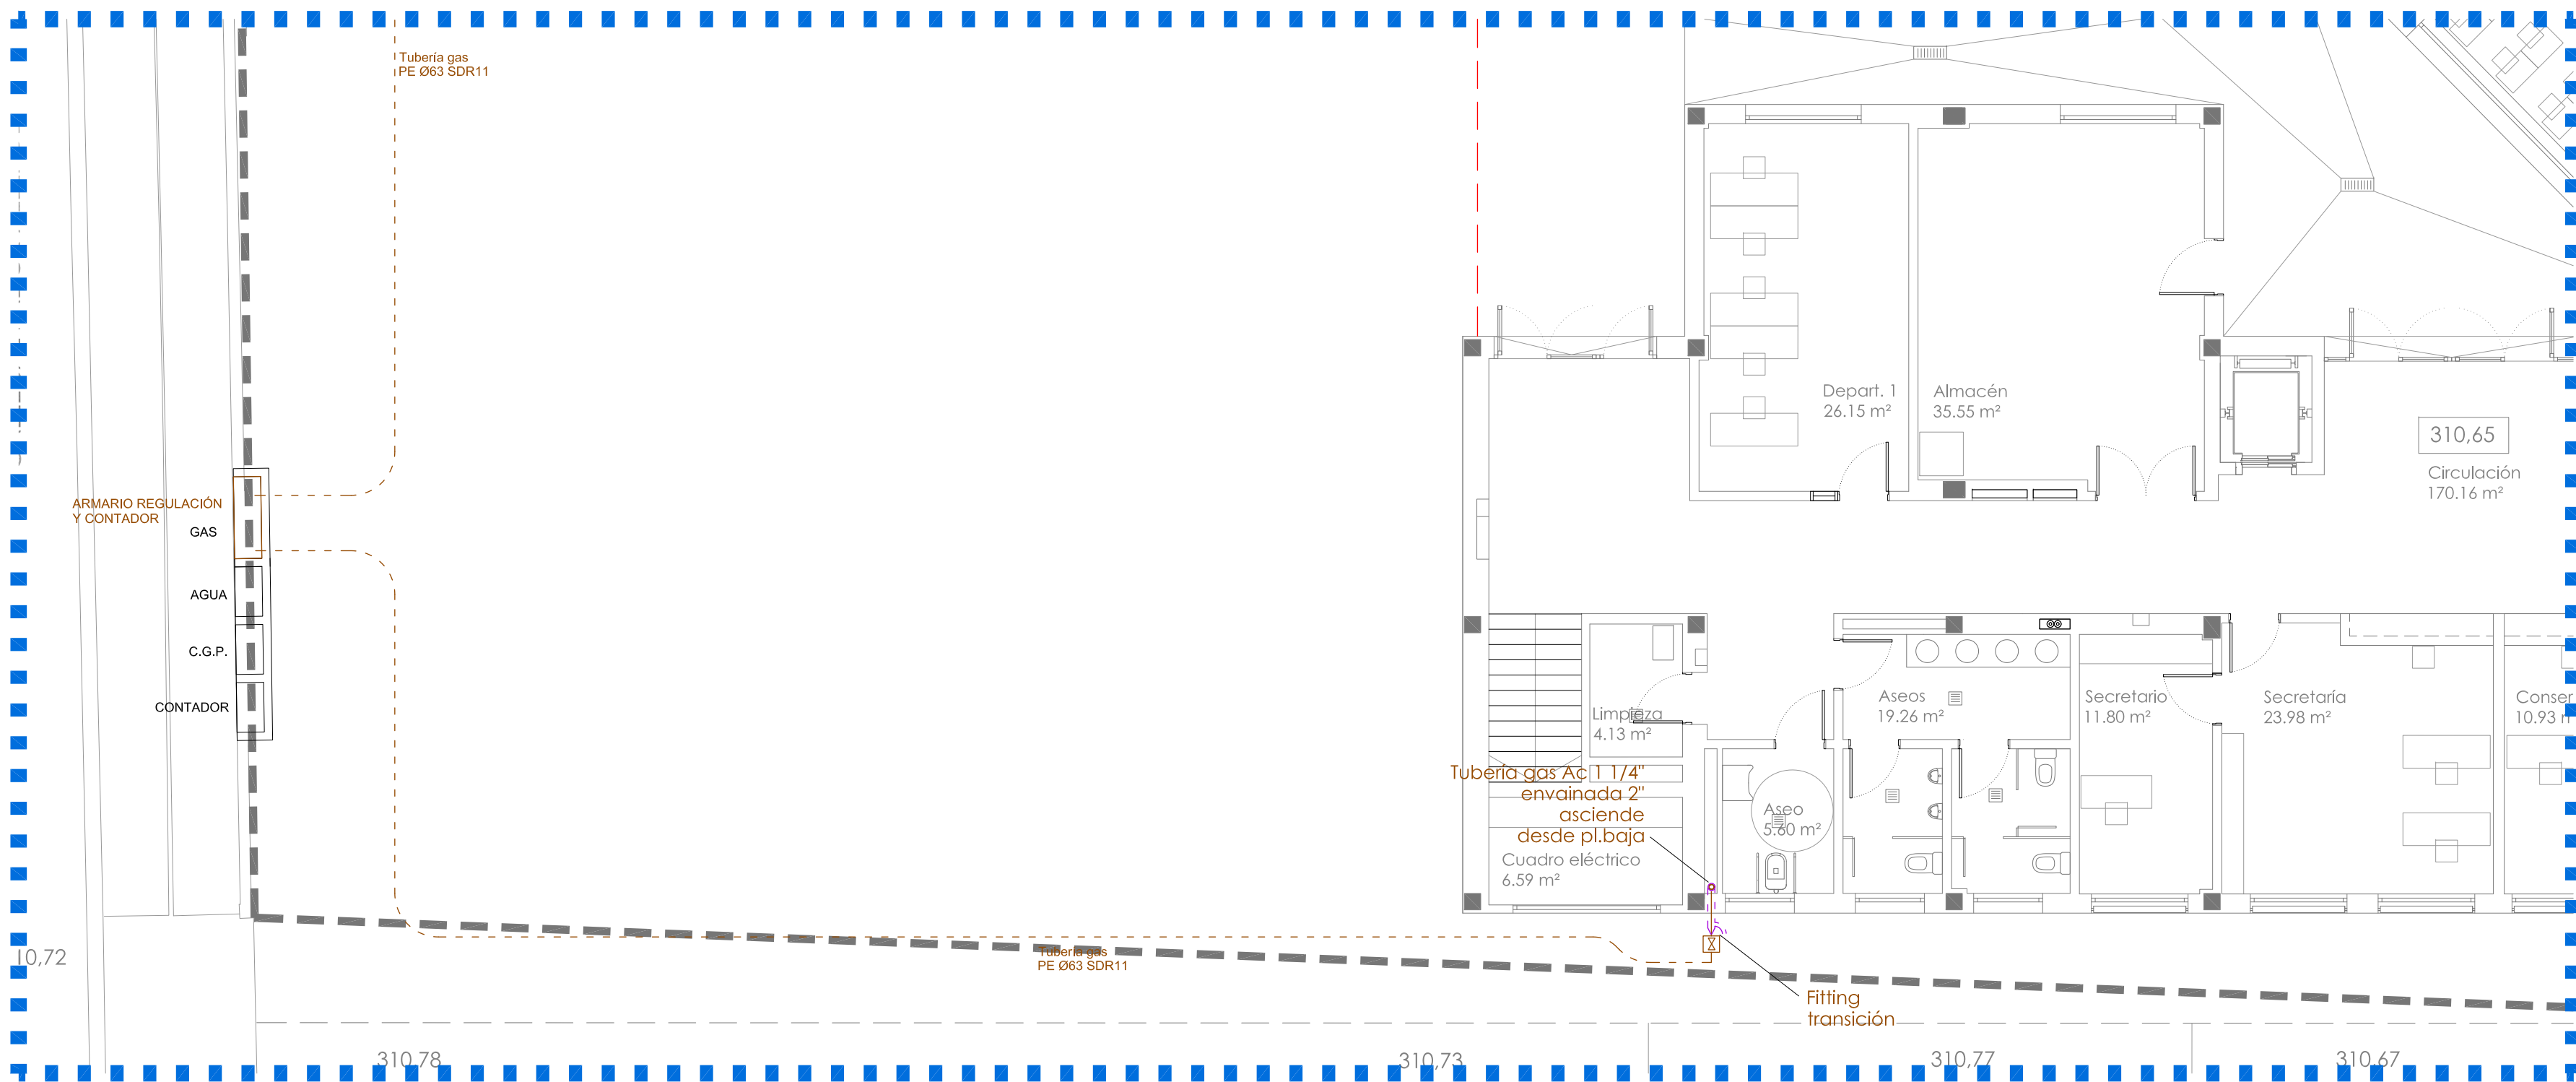 Tubería gas
PE Ø63 SDR11
Depart. 1
26.15 m²
Almacén
35.55 m²
310,65
Circulación
170.16 m²
ARMARIO REGULACIÓN
Y CONTADOR
GAS
AGUA
C.G.P.
CONTADOR
Limpieza
4.13 m²
Aseos
19.26 m²
Secretario
11.80 m²
Secretaría
23.98 m²
Conser
10.93 m
Tubería gas Ac 1 1/4"
envainada 2"
asciende
desde pl.baja
Aseo
5.60 m²
Cuadro eléctrico
6.59 m²
Tubería gas
PE Ø63 SDR11
Fitting
transición
10,72
310,78
310,73
310,77
310,67